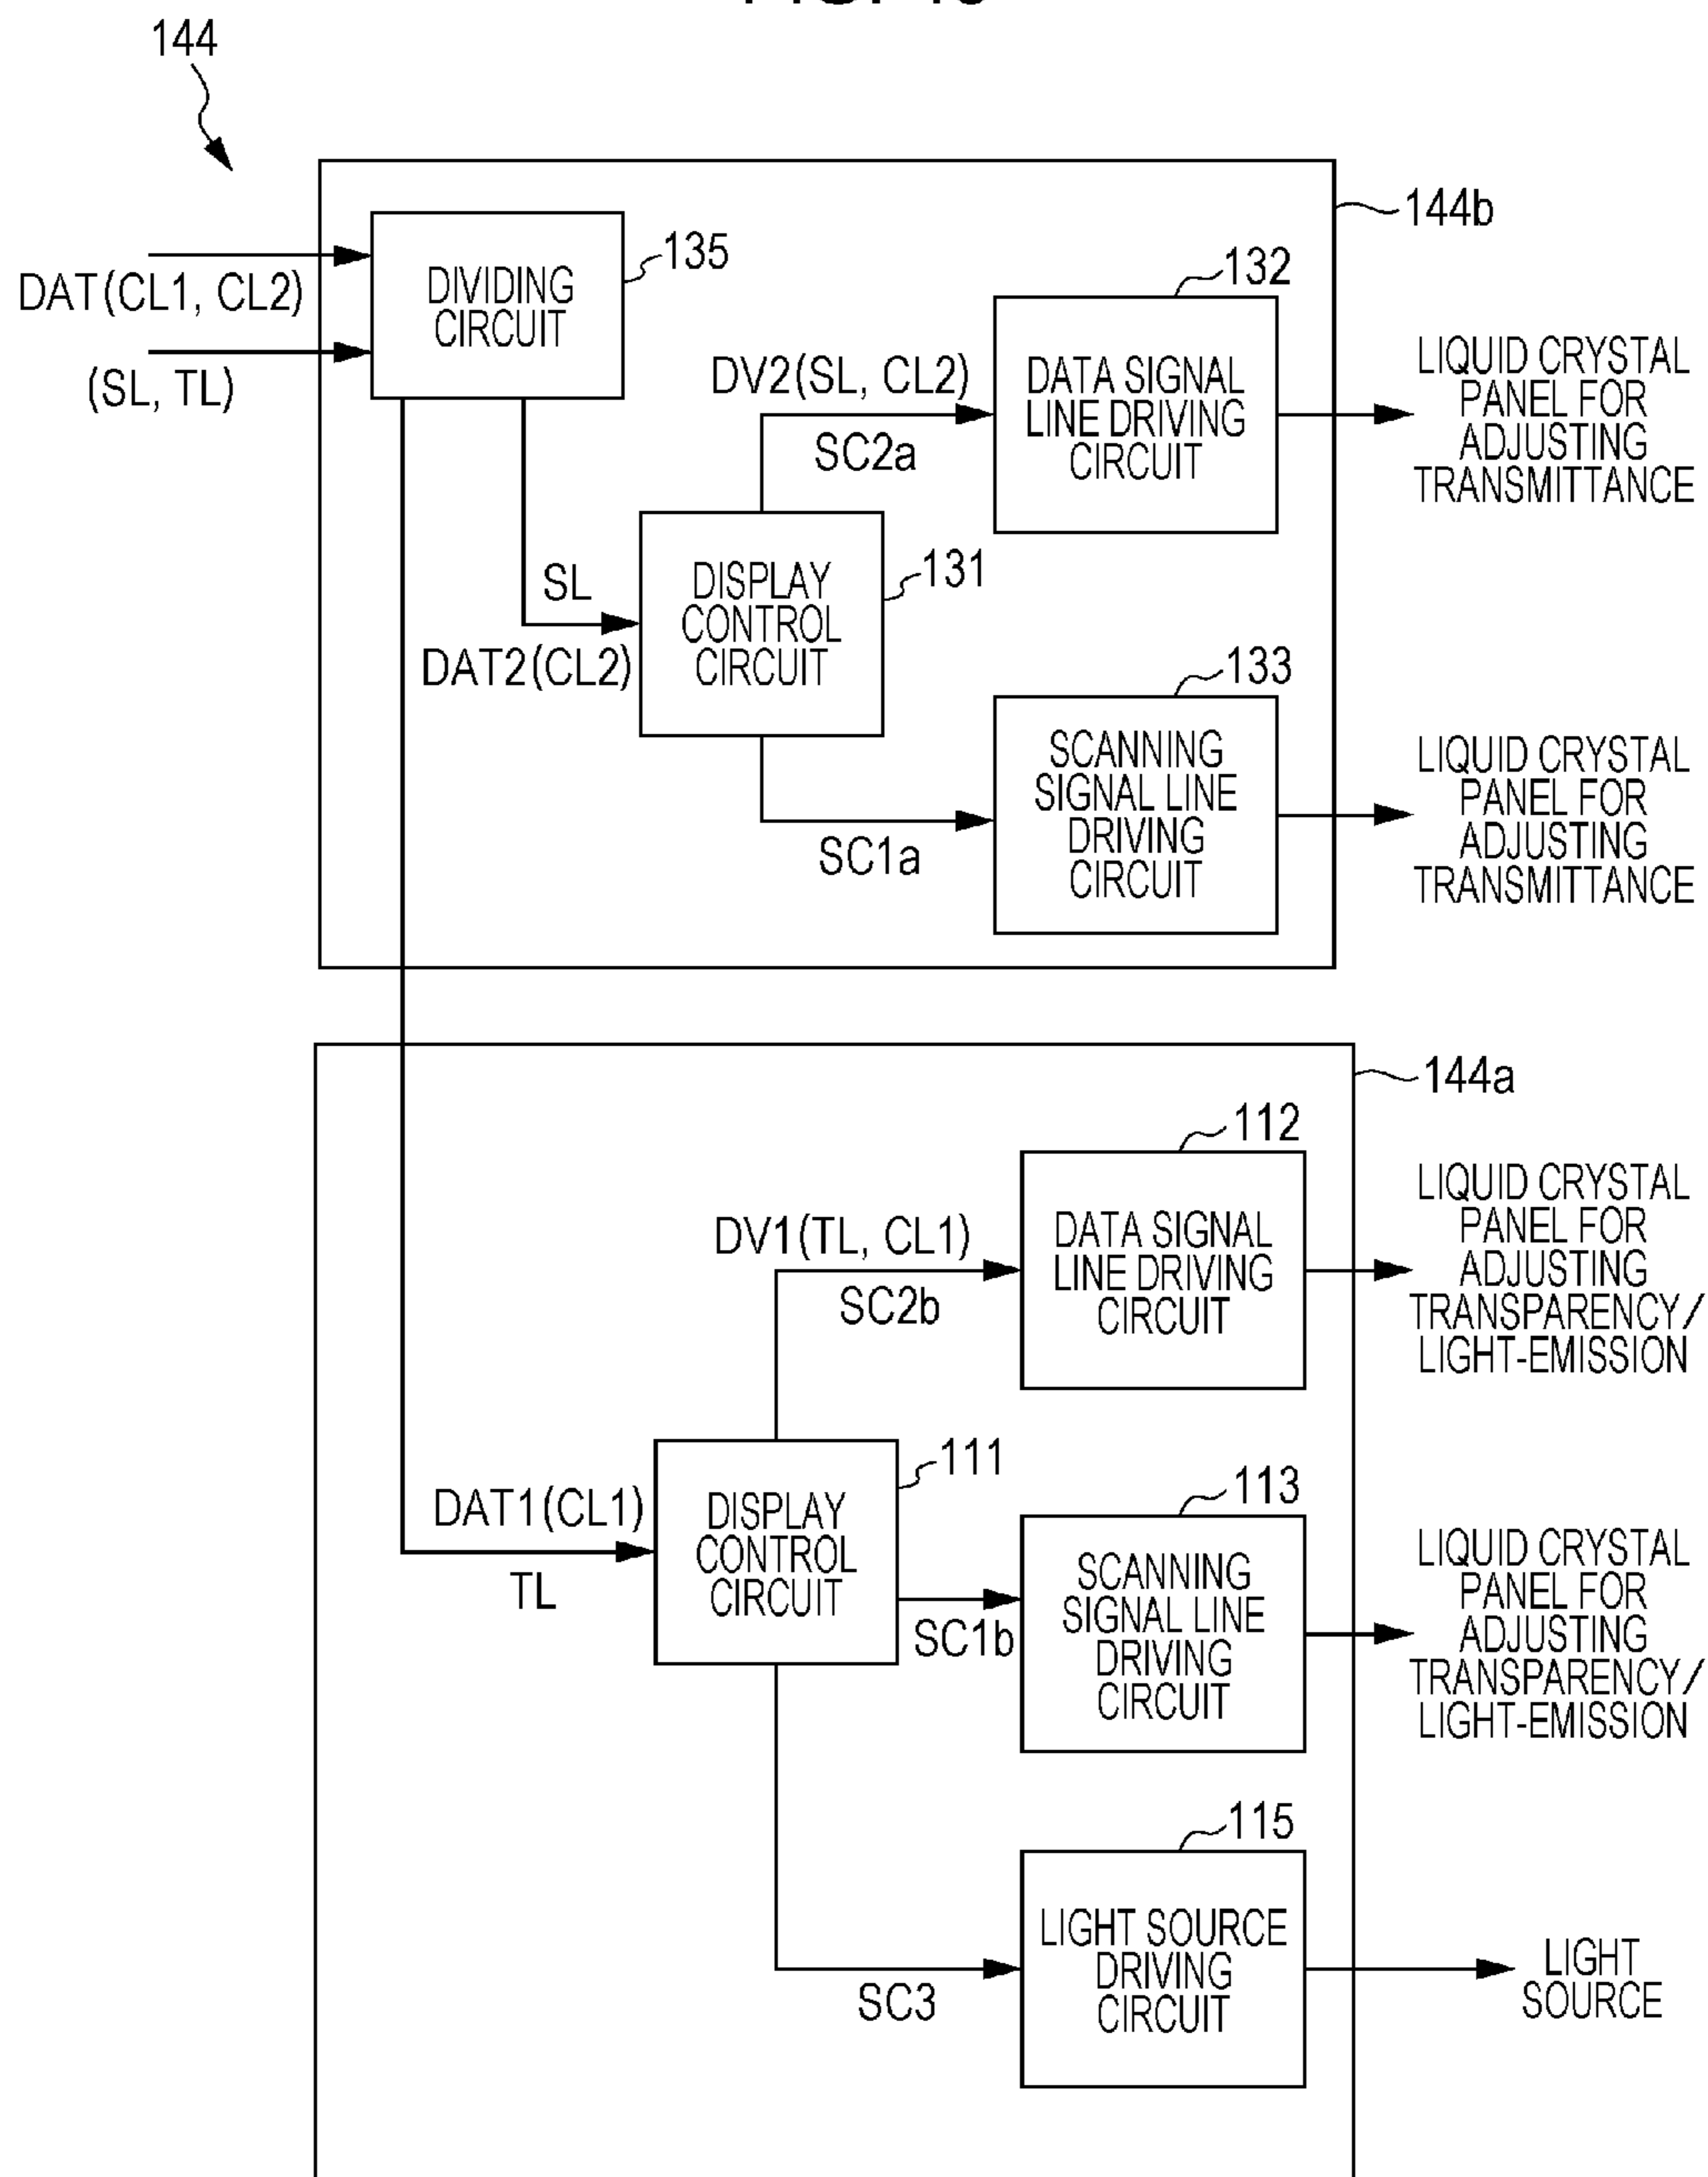 144
144b
135
DIVIDING
CIRCUIT
DAT(CL1, CL2)
(SL, TL)
132
DV2(SL, CL2)
SC2a
DATA SIGNAL
LINE DRIVING
CIRCUIT
LIQUID CRYSTAL
PANEL FOR
ADJUSTING
TRANSMITTANCE
SL
DAT2(CL2)
131
DISPLAY
CONTROL
CIRCUIT
133
SC1a
SCANNING
SIGNAL LINE
DRIVING
CIRCUIT
LIQUID CRYSTAL
PANEL FOR
ADJUSTING
TRANSMITTANCE
144a
112
DV1(TL, CL1)
SC2b
DATA SIGNAL
LINE DRIVING
CIRCUIT
LIQUID CRYSTAL
PANEL FOR
ADJUSTING
TRANSPARENCY/
LIGHT-EMISSION
DAT1(CL1)
TL
111
DISPLAY
CONTROL
CIRCUIT
113
SC1b
SCANNING
SIGNAL LINE
DRIVING
CIRCUIT
LIQUID CRYSTAL
PANEL FOR
ADJUSTING
TRANSPARENCY/
LIGHT-EMISSION
115
SC3
LIGHT SOURCE
DRIVING
CIRCUIT
LIGHT
SOURCE